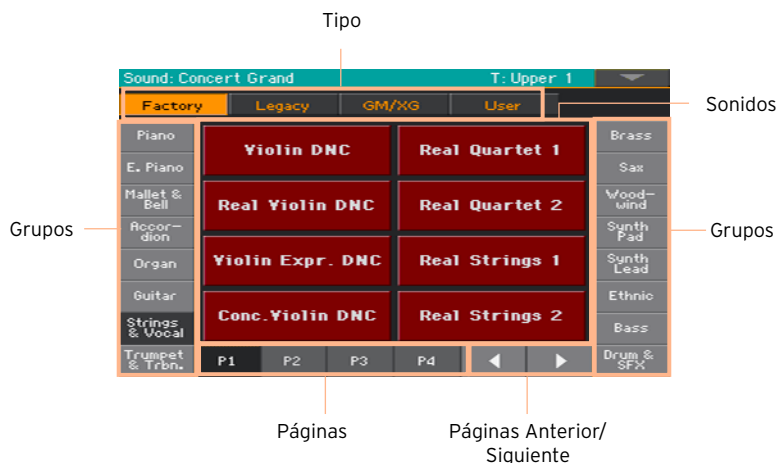 Tipo
Sound: Concert Grand T: Upper 1
Factory Legacy GM/XG User
Sonidos
Grupos
Piano
E. Piano
Mallet &
Bell
Accor-
dion
Organ
Guitar
Strings
& Vocal
Trumpet
& Trbn.
Violin DNC Real Quartet 1
Real Violin DNC Real Quartet 2
Violin Expr. DNC Real Strings 1
Conc.Violin DNC Real Strings 2
Brass
Sax
Wood-
wind
Synth
Pad
Synth
Lead
Ethnic
Bass
Drum &
SFX
Grupos
P1 P2 P3 P4
Páginas
Páginas Anterior/
Siguiente